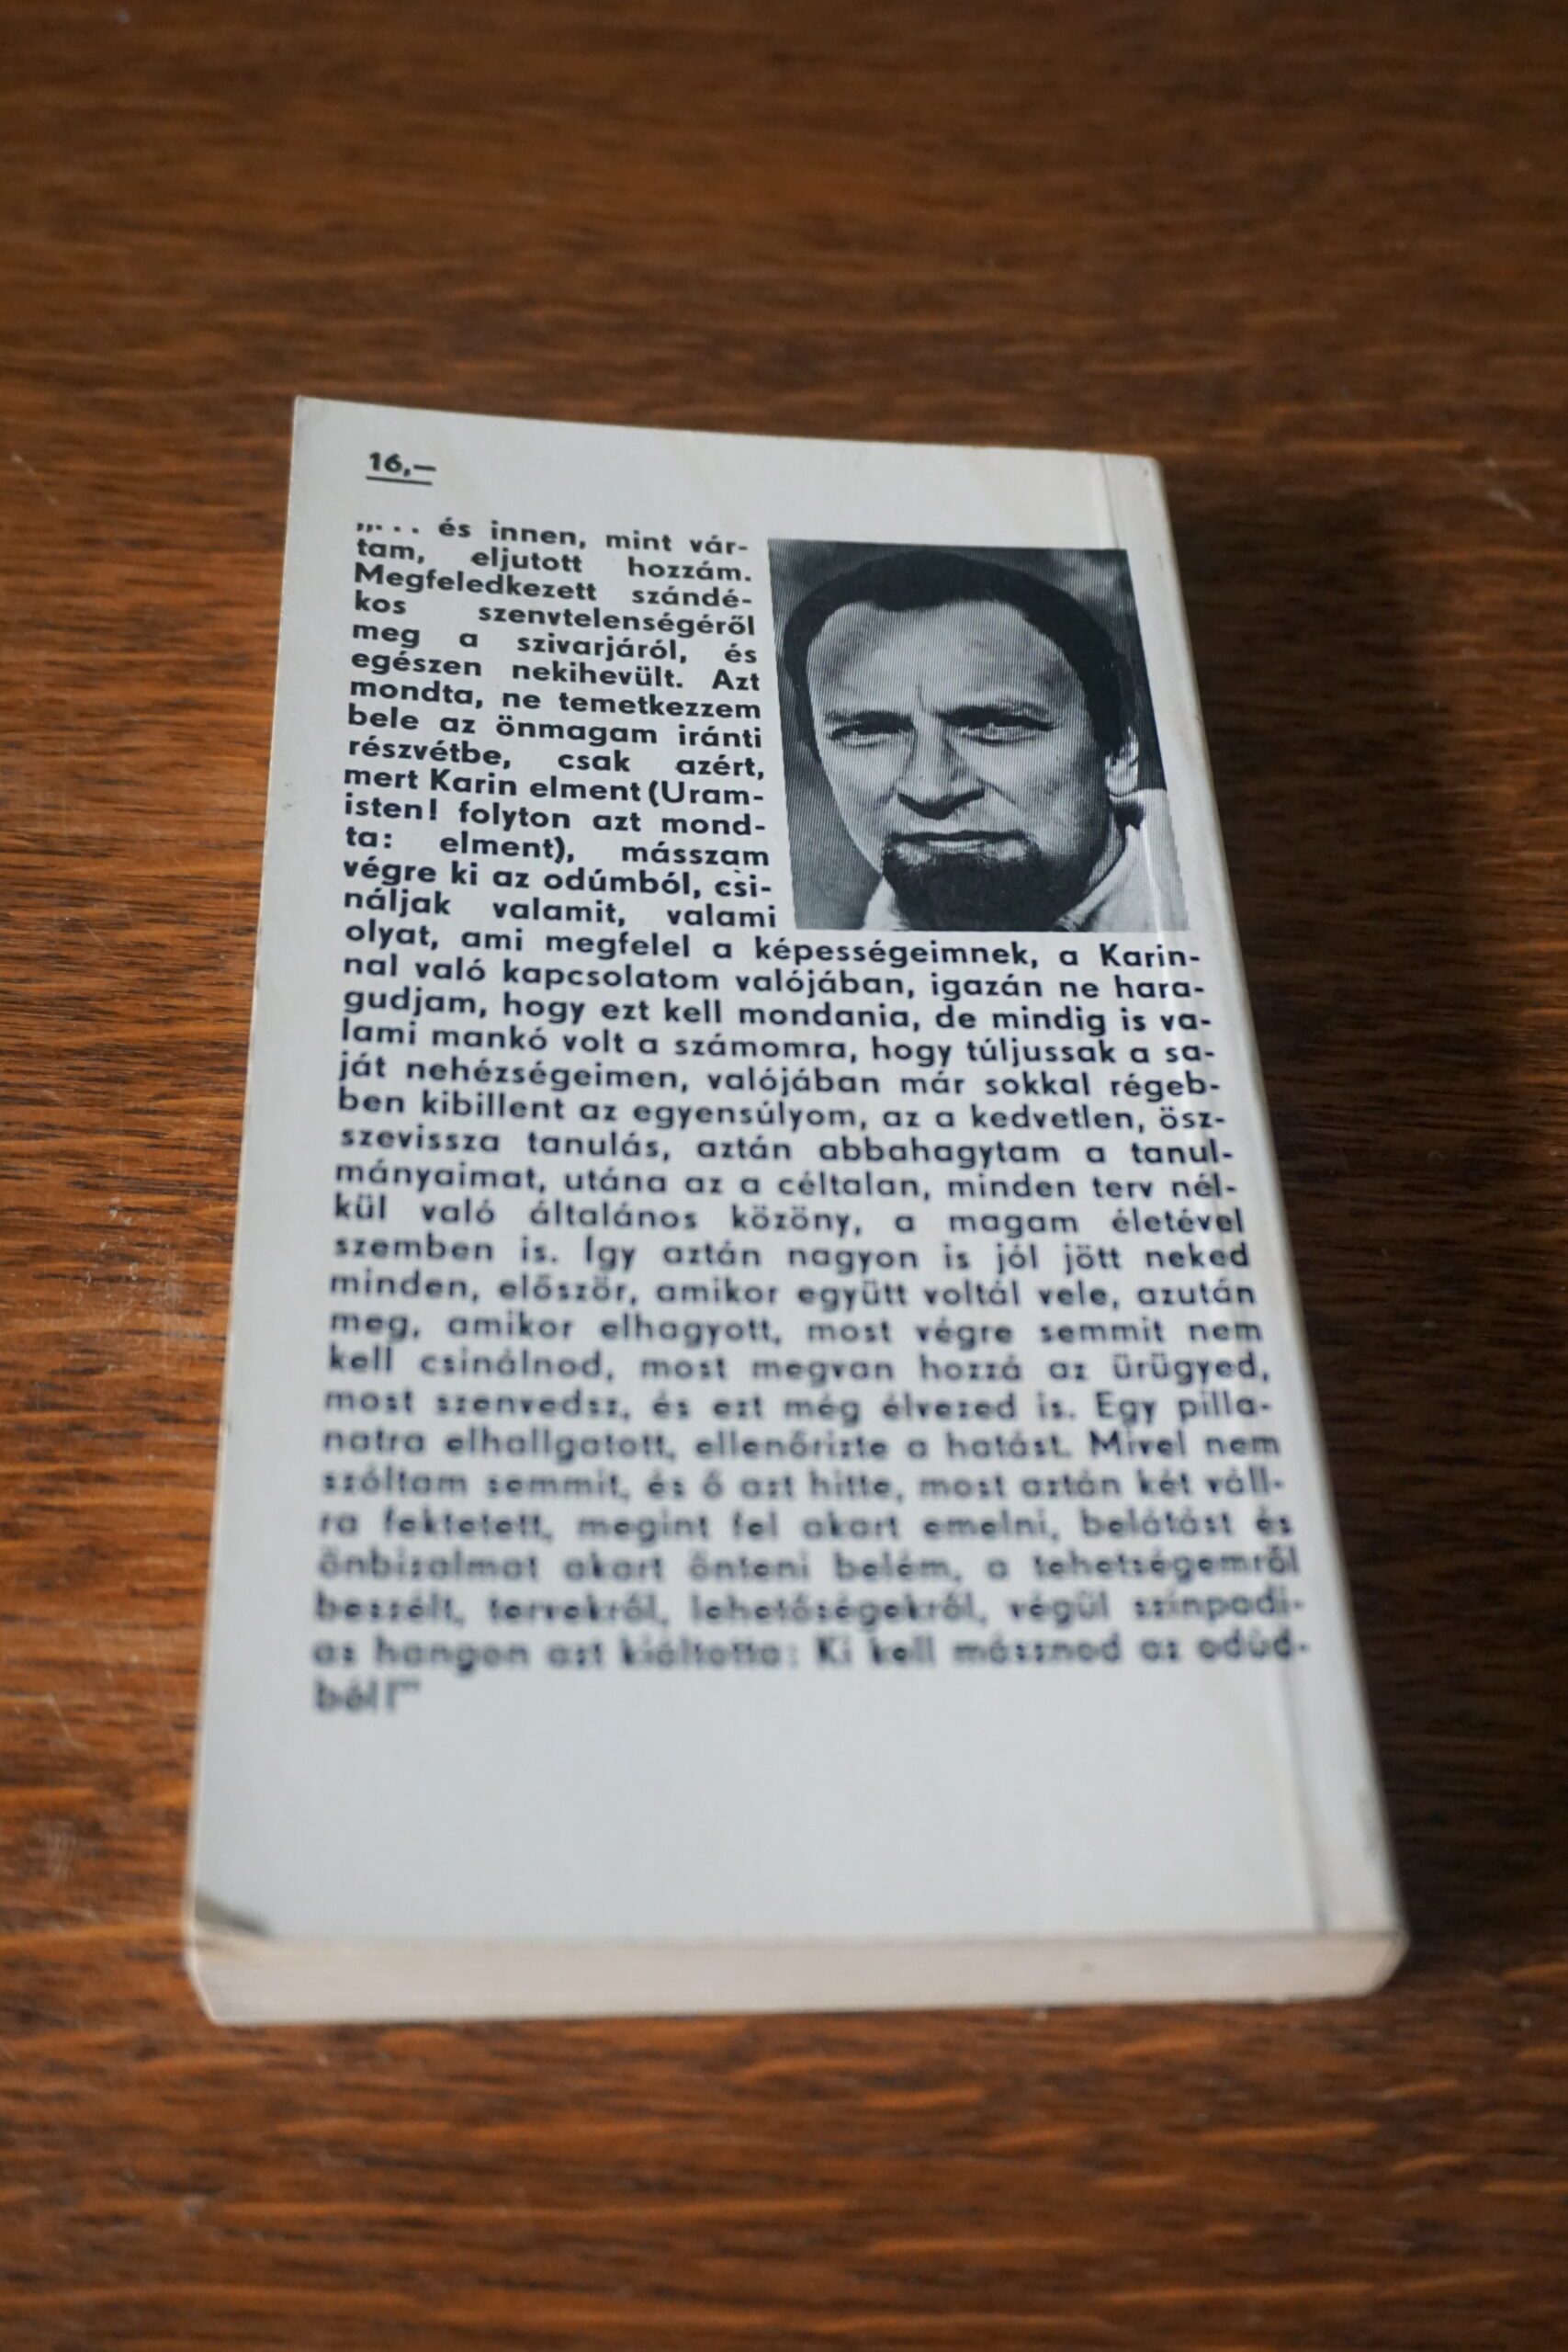 16,—
„... és innen, mint vár-
tam, eljutott hozzám.
Megfeledkezett szándé-
kos szenvtelenségéről
meg a szivarjáról, és
egészen nekihevült. Azt
mondta, ne temetkezzem
bele az önmagam iránti
részvétbe, csak azért,
mert Karin elment (Uram-
isten! folyton azt mond-
ta: elment), másszam
végre ki az odúmból, csi-
náljak valamit, valami
olyat, ami megfelel a képességeimnek, a Karin-
nal való kapcsolatom valójában, igazán ne hara-
gudjam, hogy ezt kell mondania, de mindig is va-
lami mankó volt a számomra, hogy túljussak a sa-
ját nehézségeimen, valójában már sokkal régeb-
ben kibillent az egyensúlyom, az a kedvetlen, ösz-
szevissza tanulás, aztán abbahagytam a tanul-
mányaimat, utána az a céltalan, minden terv nél-
kül való általános közöny, a magam életével
szemben is. Így aztán nagyon is jól jött neked
minden, először, amikor együtt voltál vele, azután
meg, amikor elhagyott, most végre semmit nem
kell csinálnod, most megvan hozzá az ürügyed,
most szenvedsz, és ezt még élvezed is. Egy pilla-
natra elhallgatott, ellenőrizte a hatást. Mivel nem
szóltam semmit, és ő azt hitte, most aztán két váll-
ra fektetett, megint fel akart emelni, belátást és
önbizalmat akart önteni belém, a tehetségemről
beszélt, tervekről, lehetőségekről, végül színpadi-
as hangon azt kiáltotta: Ki kell másznod az odúd-
ból!”